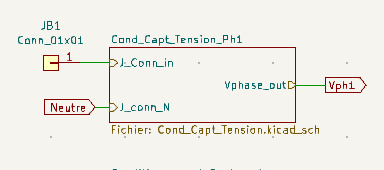 JB1
Conn_01x01
1
Cond_Capt_Tension_Ph1
J_Conn_in
Vphase_out
Vph1
Neutre
J_conn_N
Fichier: Cond_Capt_Tension.kicad_sch